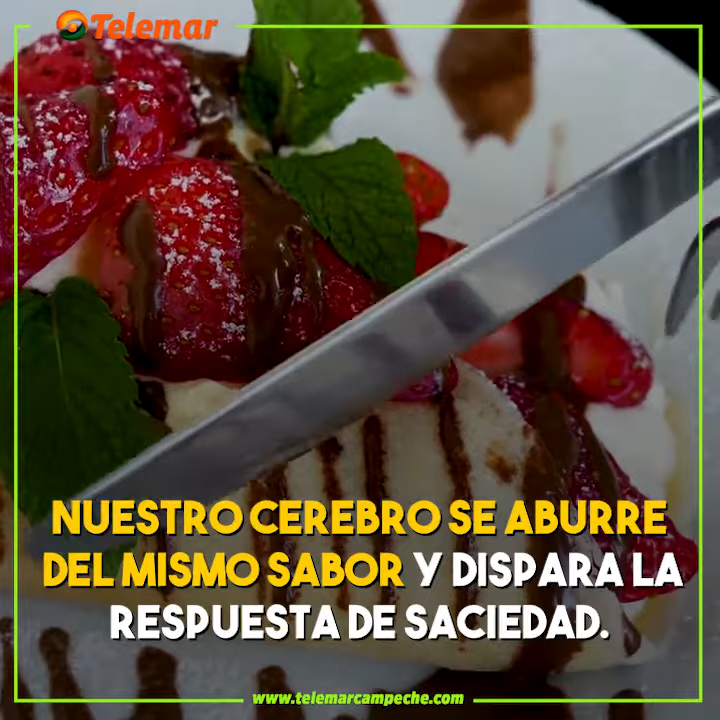 Telemar
NUESTRO CEREBRO SE ABURRE
DEL MISMO SABOR Y DISPARA LA
RESPUESTA DE SACIEDAD.
www.telemarcampeche.com